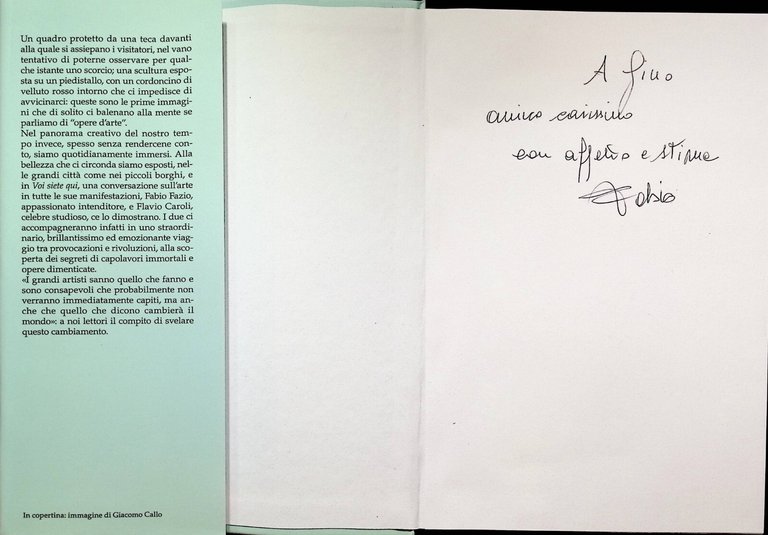 Un quadro protetto da una teca davanti
alla quale si assiepano i visitatori, nel vano
tentativo di poterne osservare per qual-
che istante uno scorcio; una scultura espo-
sta su un piedistallo, con un cordoncino di
velluto rosso intorno che ci impedisce di
avvicinarci: queste sono le prime immagi-
ni che di solito ci balenano alla mente se
parliamo di "opere d'arte".
Nel panorama creativo del nostro tem-
po invece, spesso senza rendercene con-
to, siamo quotidianamente immersi. Alla
bellezza che ci circonda siamo esposti, nel-
le grandi città come nei piccoli borghi, e
in Voi siete qui, una conversazione sull'arte
in tutte le sue manifestazioni, Fabio Fazio,
appassionato intenditore, e Flavio Caroli,
celebre studioso, ce lo dimostrano. I due ci
accompagneranno infatti in uno straordi-
nario, brillantissimo ed emozionante viag-
gio tra provocazioni e rivoluzioni, alla sco-
perta dei segreti di capolavori immortali e
opere dimenticate.
«I grandi artisti sanno quello che fanno e
sono consapevoli che probabilmente non
verranno immediatamente capiti, ma an-
che che quello che dicono cambierà il
mondo»: a noi lettori il compito di svelare
questo cambiamento.
In copertina: immagine di Giacomo Callo
A Gino
amico carissimo
con affetto e stima
Fabio